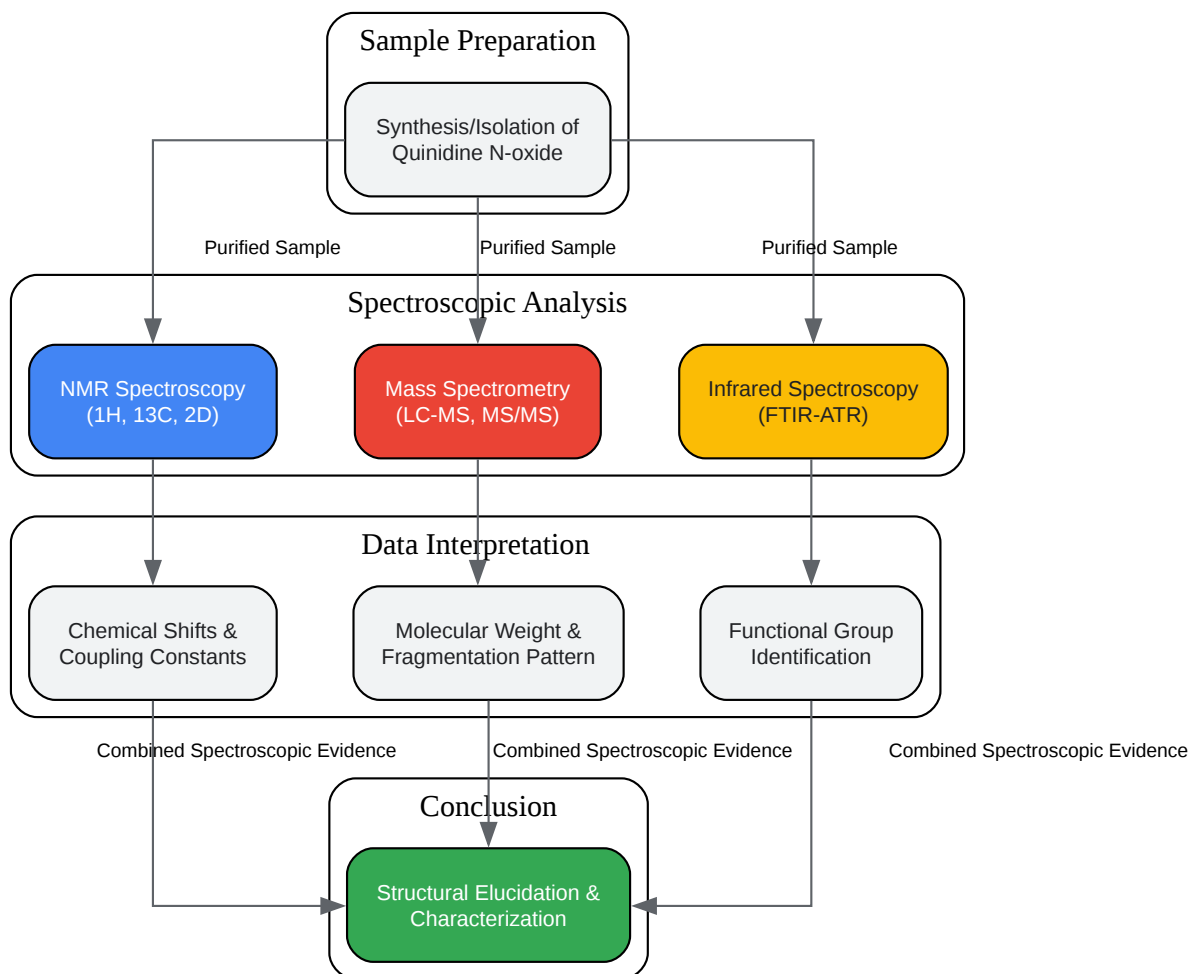 Sample Preparation
Synthesis/Isolation of
Quinidine N-oxide
Purified Sample
Purified Sample
Purified Sample
Spectroscopic Analysis
NMR Spectroscopy
(1H, 13C, 2D)
Mass Spectrometry
(LC-MS, MS/MS)
Infrared Spectroscopy
(FTIR-ATR)
Data Interpretation
Chemical Shifts &
Coupling Constants
Molecular Weight &
Fragmentation Pattern
Functional Group
Identification
Combined Spectroscopic Evidence
Combined Spectroscopic Evidence
Combined Spectroscopic Evidence
Conclusion
Structural Elucidation &
Characterization